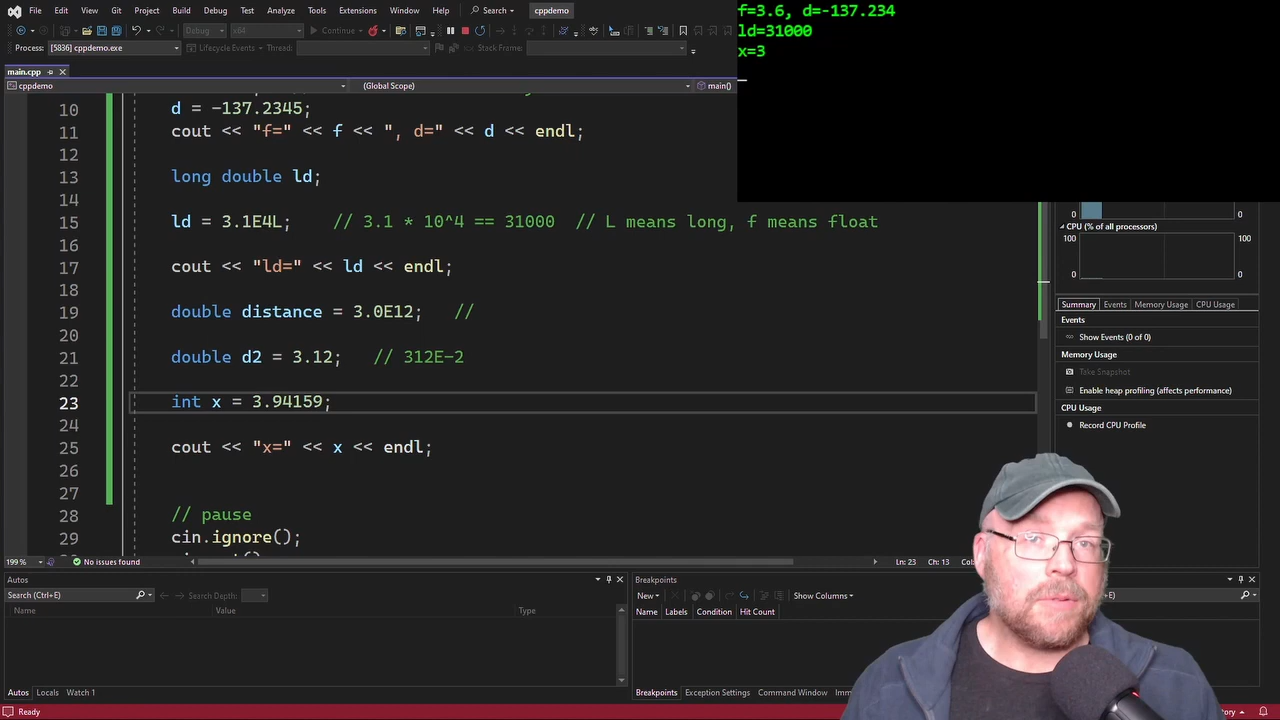 File Edit View Git Project Build Debug Test Analyze Tools Extensions Window Help Search cppdemo
Debug x64 Continue
Process: [5836] cppdemo.exe Lifecycle Events Thread: Stack Frame:
f=3.6, d=-137.234
ld=31000
x=3
main.cpp
cppdemo (Global Scope) main()
10 d = -137.2345;
11 cout << "f=" << f << ", d=" << d << endl;
12
13 long double ld;
14
15 ld = 3.1E4L; // 3.1 * 10^4 == 31000 // L means long, f means float
16
17 cout << "ld=" << ld << endl;
18
19 double distance = 3.0E12; //
20
21 double d2 = 3.12; // 312E-2
22
23 int x = 3.94159;
24
25 cout << "x=" << x << endl;
26
27
28 // pause
29 cin.ignore();
0 0
CPU (% of all processors)
100 100
0 0
Summary Events Memory Usage CPU Usage
Events
Show Events (0 of 0)
Memory Usage
Take Snapshot
Enable heap profiling (affects performance)
CPU Usage
Record CPU Profile
199 % No issues found Ln: 23 Ch: 13
Autos
Search (Ctrl+E) Search Depth:
Name Value Type
Autos Locals Watch 1
Breakpoints
New Show Columns
Name Labels Condition Hit Count
Breakpoints Exception Settings Command Window
Ready